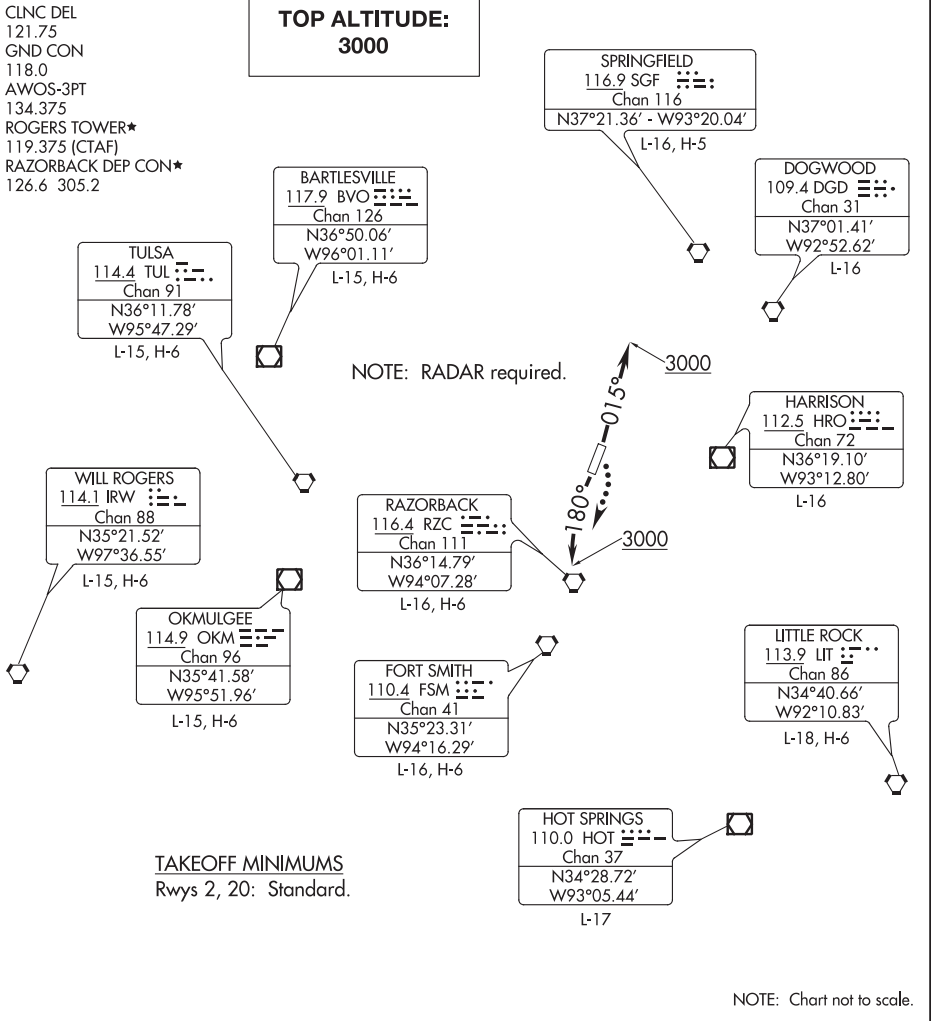 CLNC DEL
121.75
GND CON
118.0
AWOS-3PT
134.375
ROGERS TOWER★
119.375 (CTAF)
RAZORBACK DEP CON★
126.6 305.2
TOP ALTITUDE:
3000
SPRINGFIELD
116.9 SGF
Chan 116
N37°21.36′ - W93°20.04′
L-16, H-5
DOGWOOD
109.4 DGD
Chan 31
N37°01.41′
W92°52.62′
L-16
BARTLESVILLE
117.9 BVO
Chan 126
N36°50.06′
W96°01.11′
L-15, H-6
TULSA
114.4 TUL
Chan 91
N36°11.78′
W95°47.29′
L-15, H-6
NOTE: RADAR required.
3000
015°
180°
3000
HARRISON
112.5 HRO
Chan 72
N36°19.10′
W93°12.80′
L-16
WILL ROGERS
114.1 IRW
Chan 88
N35°21.52′
W97°36.55′
L-15, H-6
RAZORBACK
116.4 RZC
Chan 111
N36°14.79′
W94°07.28′
L-16, H-6
OKMULGEE
114.9 OKM
Chan 96
N35°41.58′
W95°51.96′
L-15, H-6
FORT SMITH
110.4 FSM
Chan 41
N35°23.31′
W94°16.29′
L-16, H-6
LITTLE ROCK
113.9 LIT
Chan 86
N34°40.66′
W92°10.83′
L-18, H-6
HOT SPRINGS
110.0 HOT
Chan 37
N34°28.72′
W93°05.44′
L-17
TAKEOFF MINIMUMS
Rwys 2, 20: Standard.
NOTE: Chart not to scale.